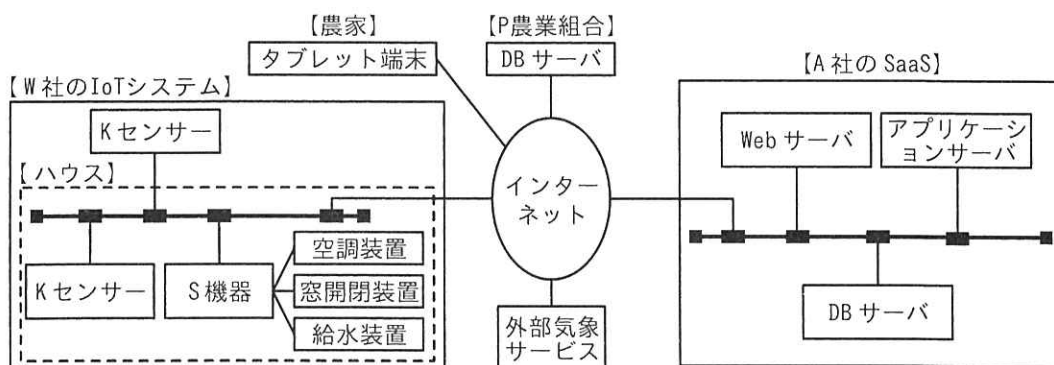 【農家】
タブレット端末
【P農業組合】
DBサーバ
【W社のIoTシステム】
Kセンサー
【ハウス】
Kセンサー
S機器
空調装置
窓開閉装置
給水装置
インター
ネット
外部気象
サービス
【A社のSaaS】
Webサーバ
アプリケーシ
ョンサーバ
DBサーバ